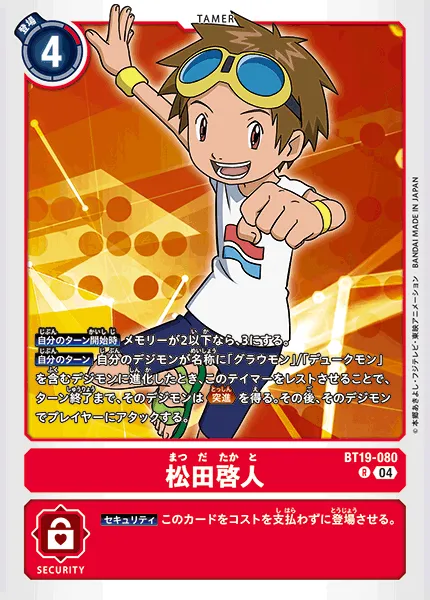 TAMER
登場
4
自分のターン開始時 メモリーが2以下なら、3にする。
自分のターン 自分のデジモンが名称に「グラウモン」/「デュークモン」
を含むデジモンに進化したとき、このテイマーをレストさせることで、
ターン終了まで、そのデジモンは 突進 を得る。その後、そのデジモン
でプレイヤーにアタックする。
BT19-080
まつ だ たか と
松田啓人
R 04
セキュリティ このカードをコストを支払わずに登場させる。
SECURITY
© 本郷あきよし・フジテレビ・東映アニメーション BANDAI MADE IN JAPAN